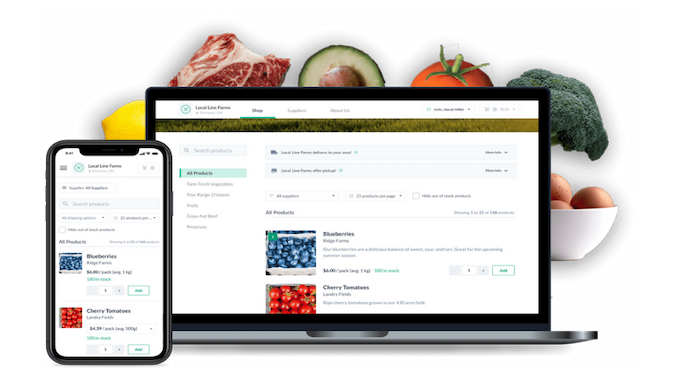 Local Line Farms
Shop
Suppliers
About Us
Hello, Norah Miller
$0.00
Search products
All Products
Farm Fresh Vegetables
Free Range Chickens
Fruits
Grass Fed Beef
Preserves
Local Line Farms deliver to your area!
More Info
Local Line Farms offer pickup!
More Info
All suppliers
25 products per page
Hide out of stock products
All Products
Showing 1 to 25 of 148 products
Blueberries
Ridge Farms
Our blueberries are a delicious balance of sweet, sour, and tart. Great for the upcoming
summer season.
$6.00 / pack (avg. 1 kg) 100 in stock
- 1 + Add
Cherry Tomatoes
Landry Fields
Ripe cherry tomatoes grown in our 430 acre field.
9:41
Local Line Farms
Supplier: All Suppliers
Search products
All shipping options
25 products per ...
Hide out of stock products
All Products
Showing 1 to 25 of 148 products
Blueberries
Ridge Farms
$6.00 / pack (avg. 1 kg)
100 in stock
- 1 + Add
Cherry Tomatoes
Landry Fields
$4.39 / pack (avg. 500g)
100 in stock
- 1 + Add